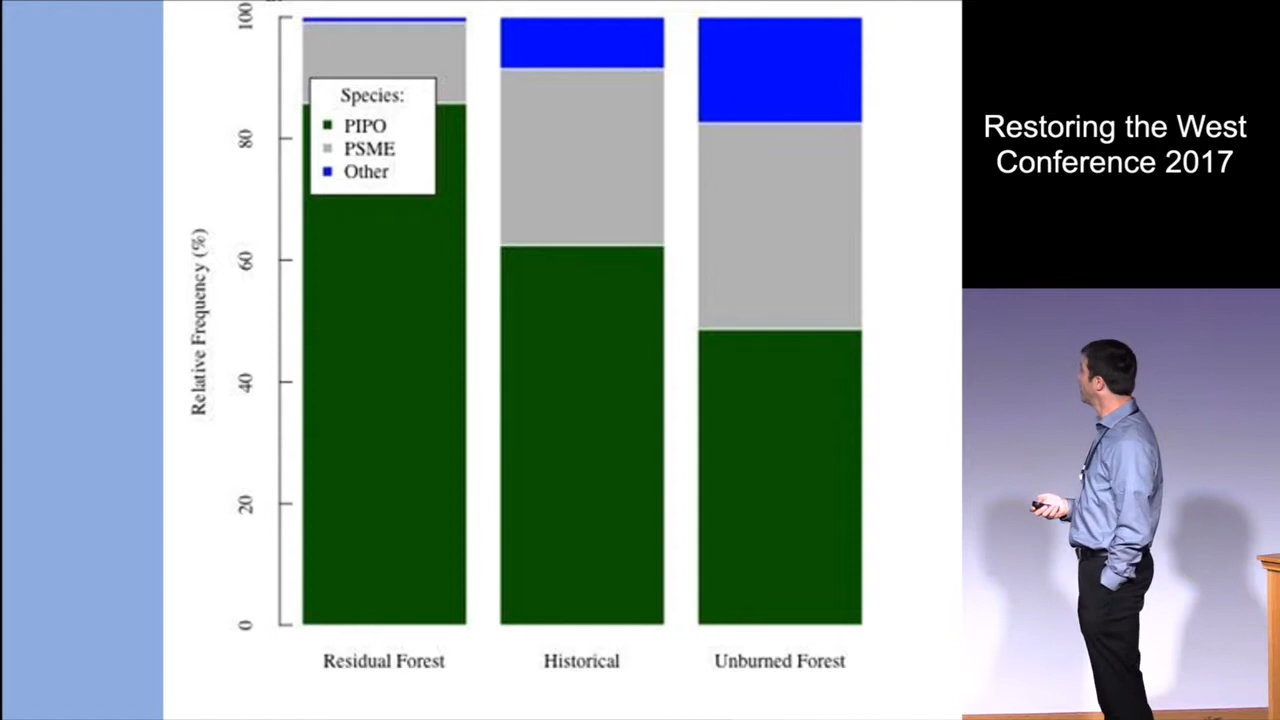 100
80
60
40
20
0
Relative Frequency (%)
Species:
PIPO
PSME
Other
Residual Forest
Historical
Unburned Forest
Restoring the West
Conference 2017